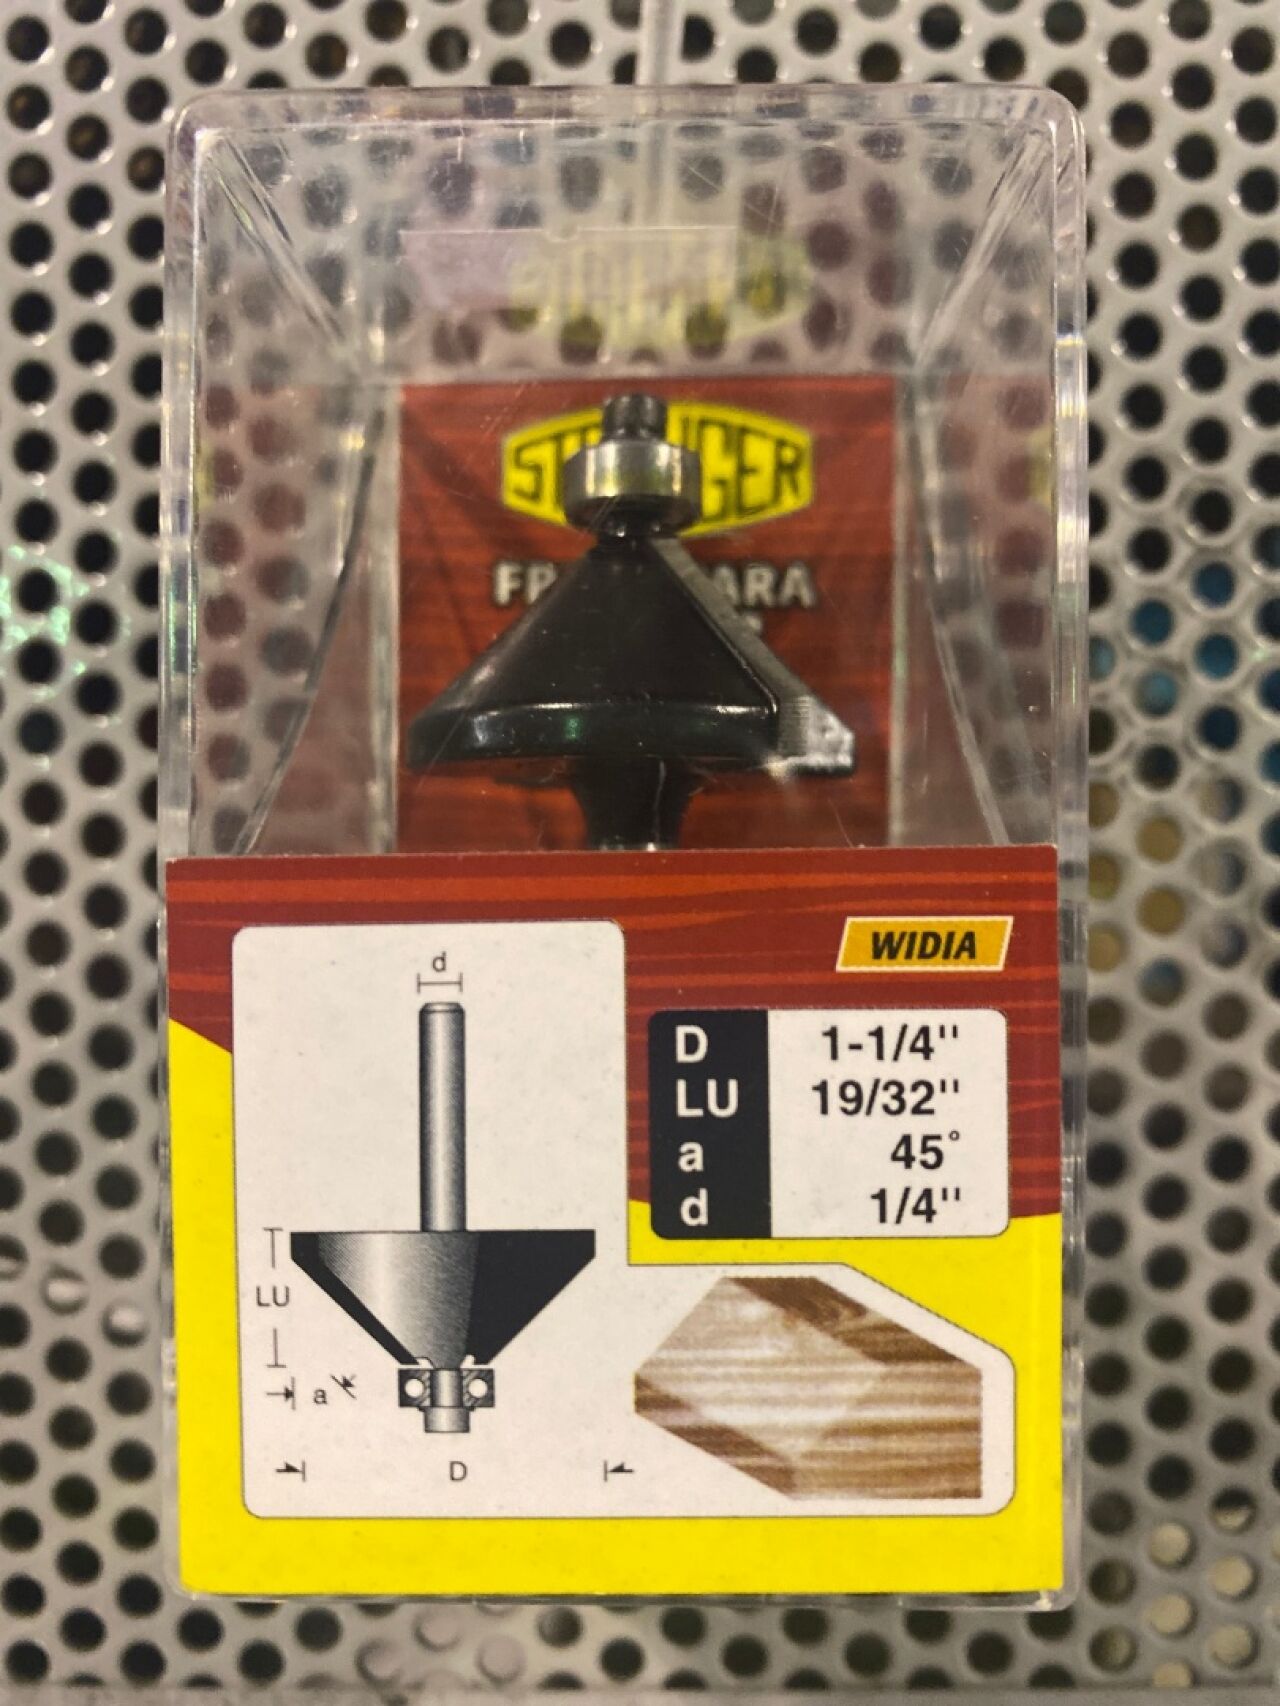 WIDIA
d
D 1-1/4"
LU 19/32"
a 45°
d 1/4"
LU
a
D